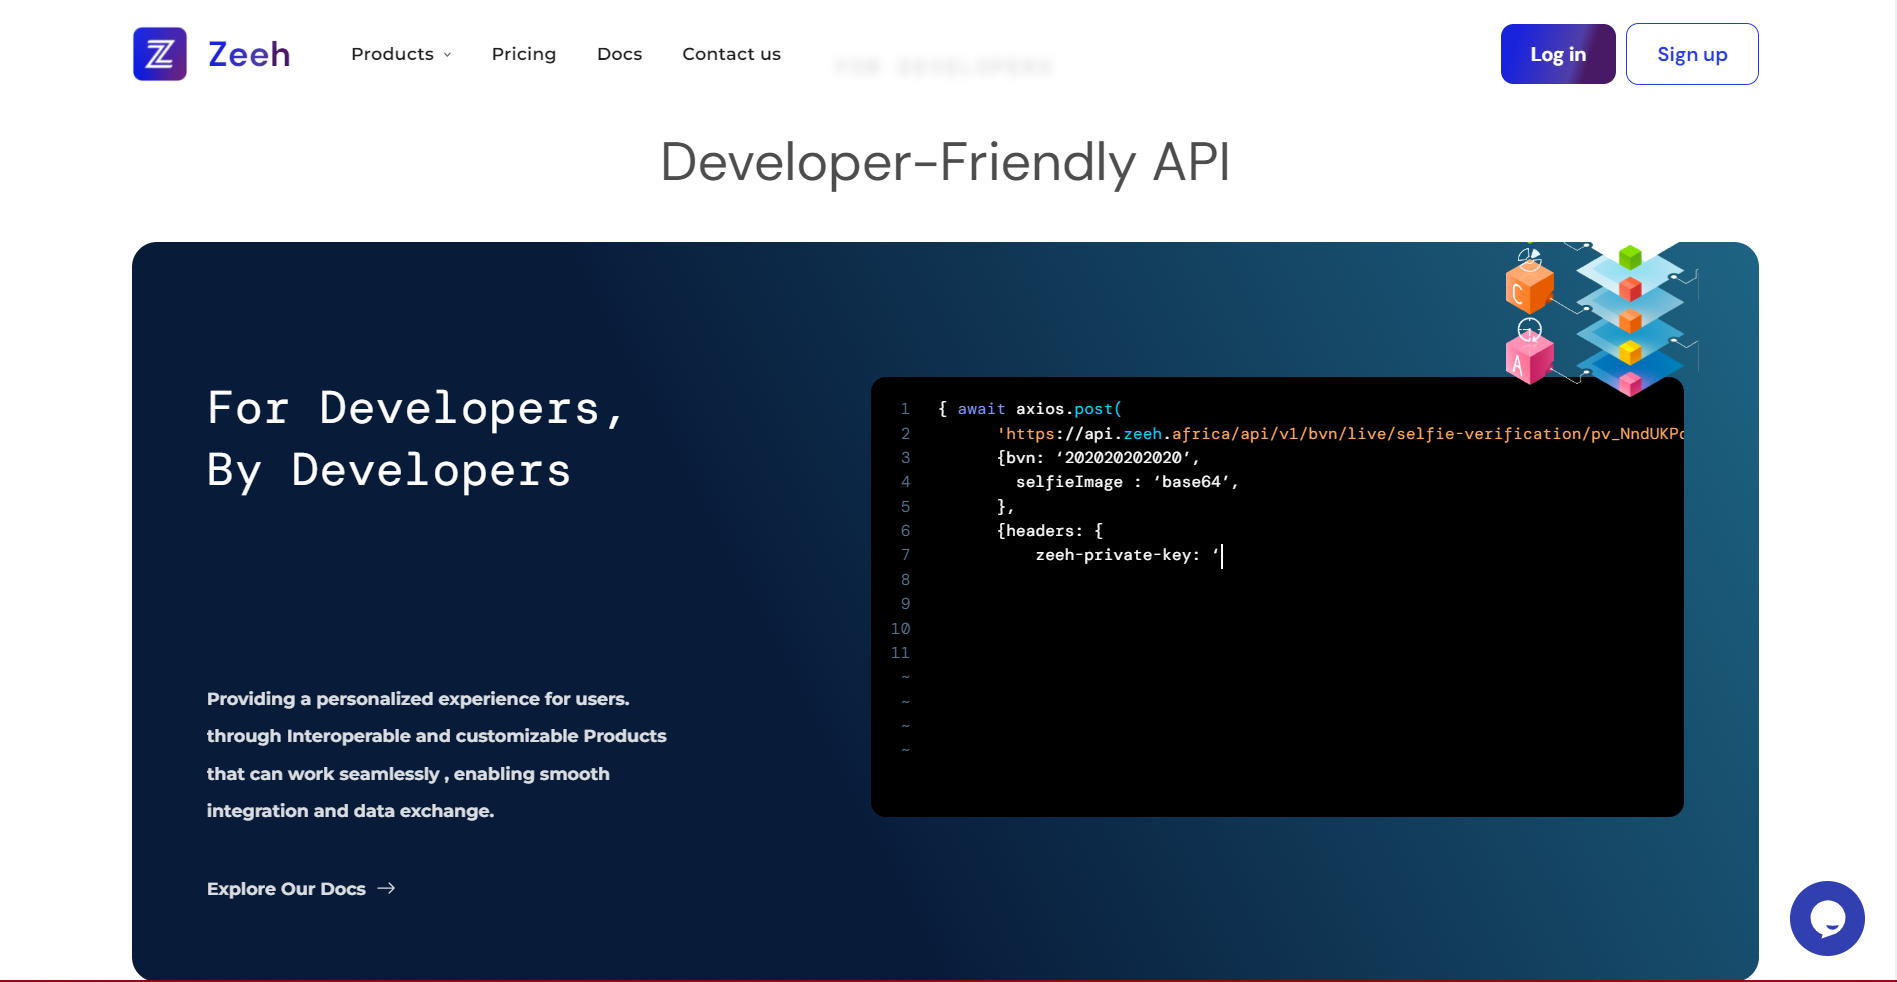 Zeeh
Products
Pricing
Docs
Contact us
FOR DEVELOPERS
Log in
Sign up
Developer-Friendly API
For Developers,
By Developers
Providing a personalized experience for users.
through Interoperable and customizable Products
that can work seamlessly , enabling smooth
integration and data exchange.
Explore Our Docs
C
A
1 { await axios.post(
2 'https://api.zeeh.africa/api/v1/bvn/live/selfie-verification/pv_NndUKP
3 {bvn: ‘202020202020’,
4 selfieImage : ‘base64‘,
5 },
6 {headers: {
7 zeeh-private-key: ‘
8
9
10
11
~
~
~
~